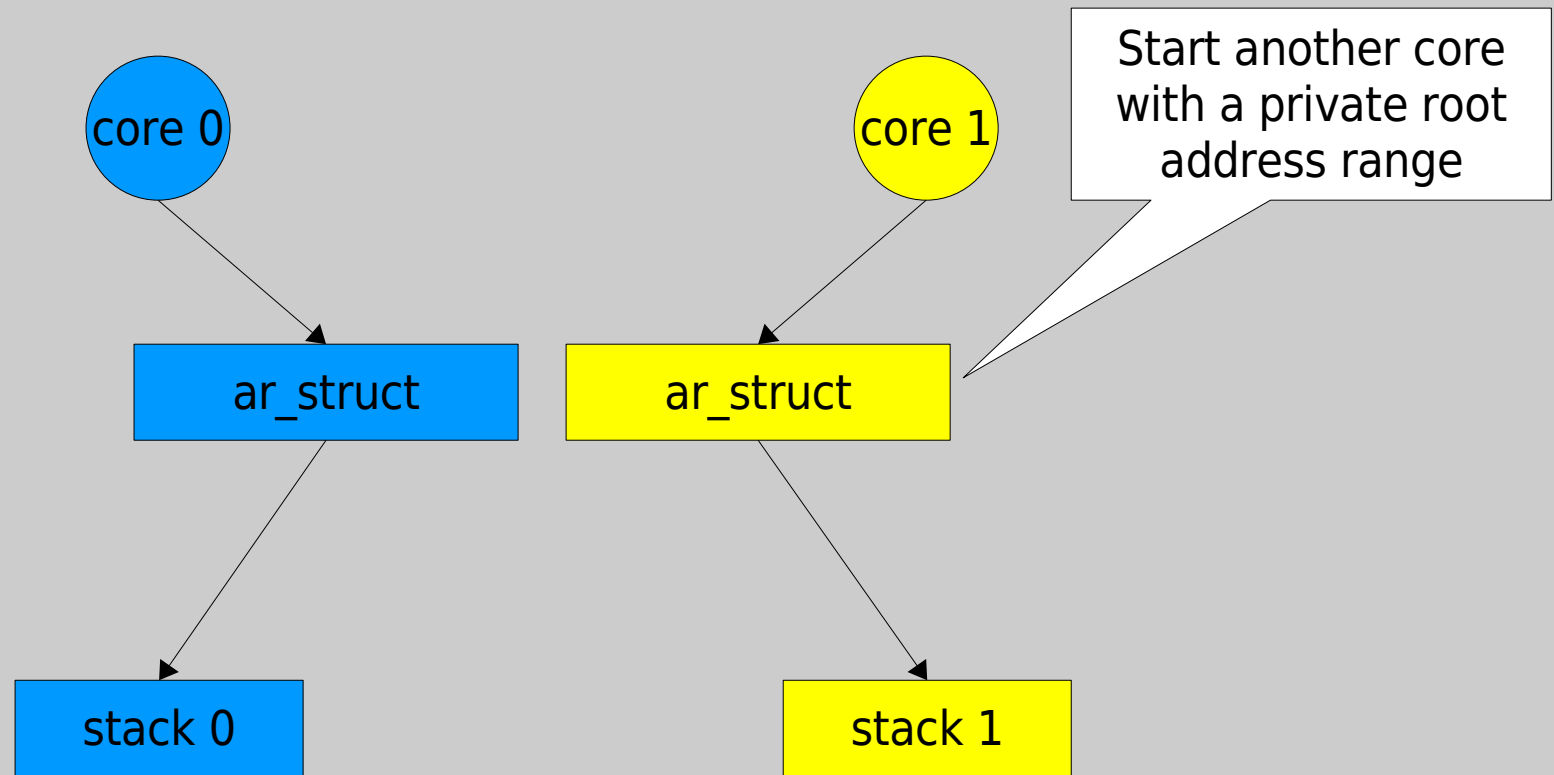 core 0
core 1
Start another core
with a private root
address range
ar_struct
ar_struct
stack 0
stack 1